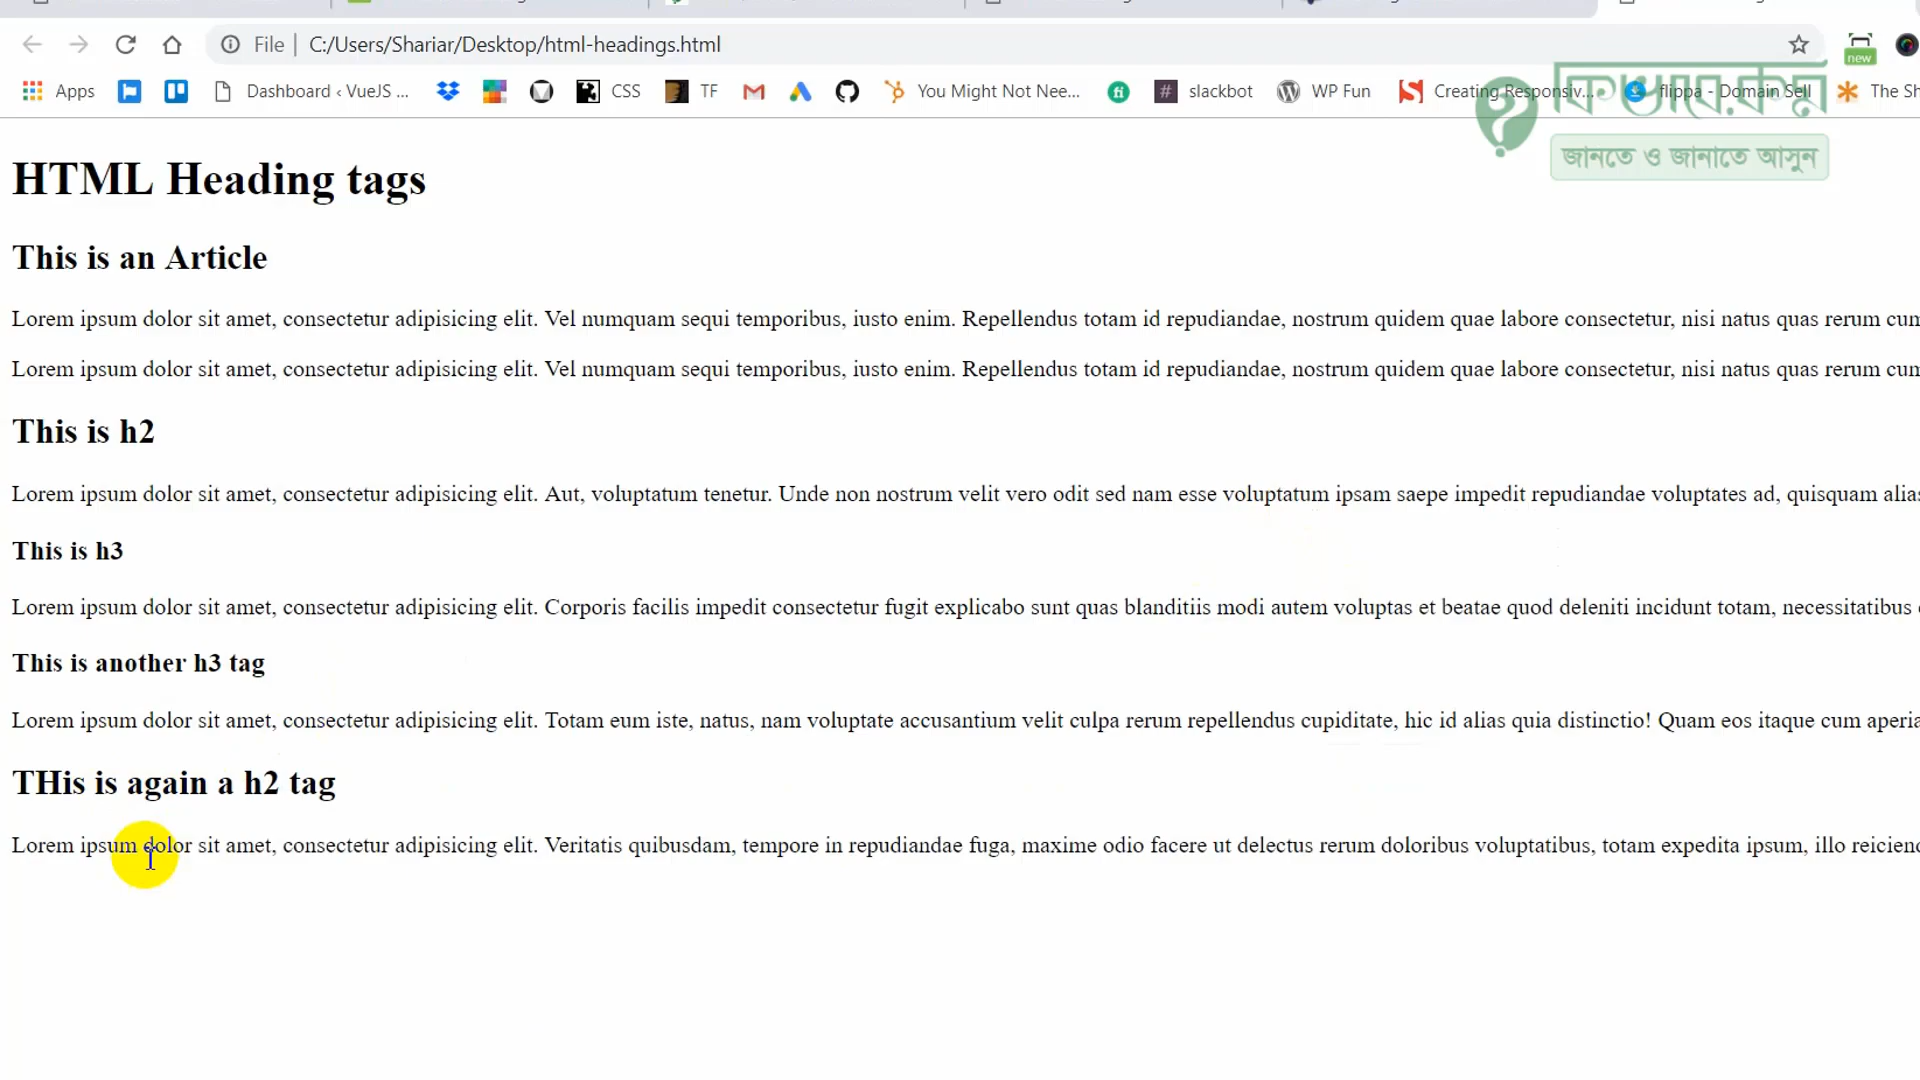 File | C:/Users/Shariar/Desktop/html-headings.html
new
Apps Dashboard ‹ VueJS ... CSS TF You Might Not Nee... fi # slackbot WP Fun Creating Responsiv... flippa - Domain Sell The Sh
জানতে ও জানাতে আসুন
HTML Heading tags
This is an Article
Lorem ipsum dolor sit amet, consectetur adipisicing elit. Vel numquam sequi temporibus, iusto enim. Repellendus totam id repudiandae, nostrum quidem quae labore consectetur, nisi natus quas rerum cum
Lorem ipsum dolor sit amet, consectetur adipisicing elit. Vel numquam sequi temporibus, iusto enim. Repellendus totam id repudiandae, nostrum quidem quae labore consectetur, nisi natus quas rerum cum
This is h2
Lorem ipsum dolor sit amet, consectetur adipisicing elit. Aut, voluptatum tenetur. Unde non nostrum velit vero odit sed nam esse voluptatum ipsam saepe impedit repudiandae voluptates ad, quisquam alias
This is h3
Lorem ipsum dolor sit amet, consectetur adipisicing elit. Corporis facilis impedit consectetur fugit explicabo sunt quas blanditiis modi autem voluptas et beatae quod deleniti incidunt totam, necessitatibus
This is another h3 tag
Lorem ipsum dolor sit amet, consectetur adipisicing elit. Totam eum iste, natus, nam voluptate accusantium velit culpa rerum repellendus cupiditate, hic id alias quia distinctio! Quam eos itaque cum aperia
THis is again a h2 tag
Lorem ipsum dolor sit amet, consectetur adipisicing elit. Veritatis quibusdam, tempore in repudiandae fuga, maxime odio facere ut delectus rerum doloribus voluptatibus, totam expedita ipsum, illo reiciend